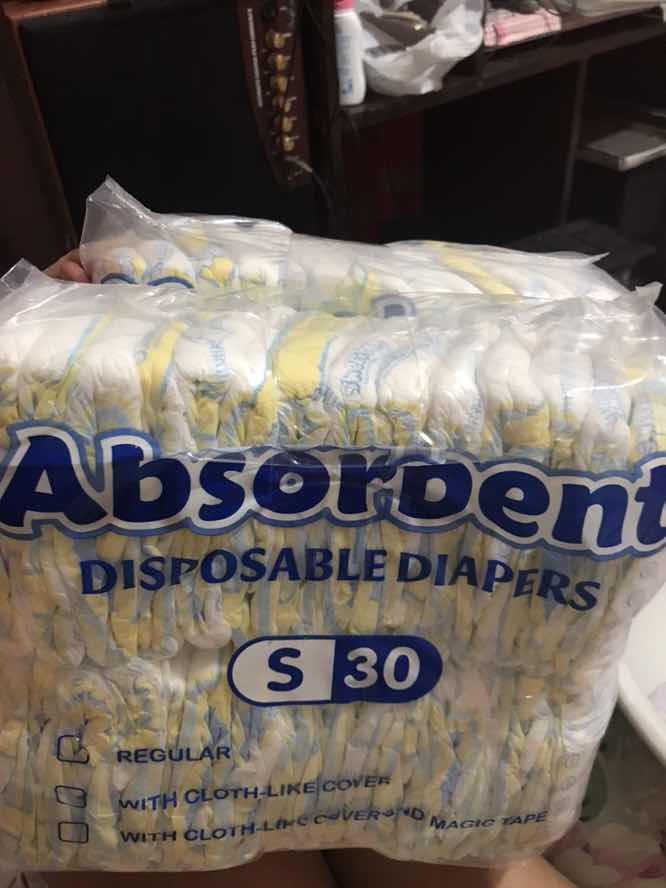 Absorbent
DISPOSABLE DIAPERS
S 30
REGULAR
WITH CLOTH-LIKE COVER
WITH CLOTH-LIKE COVER AND MAGIC TAPE